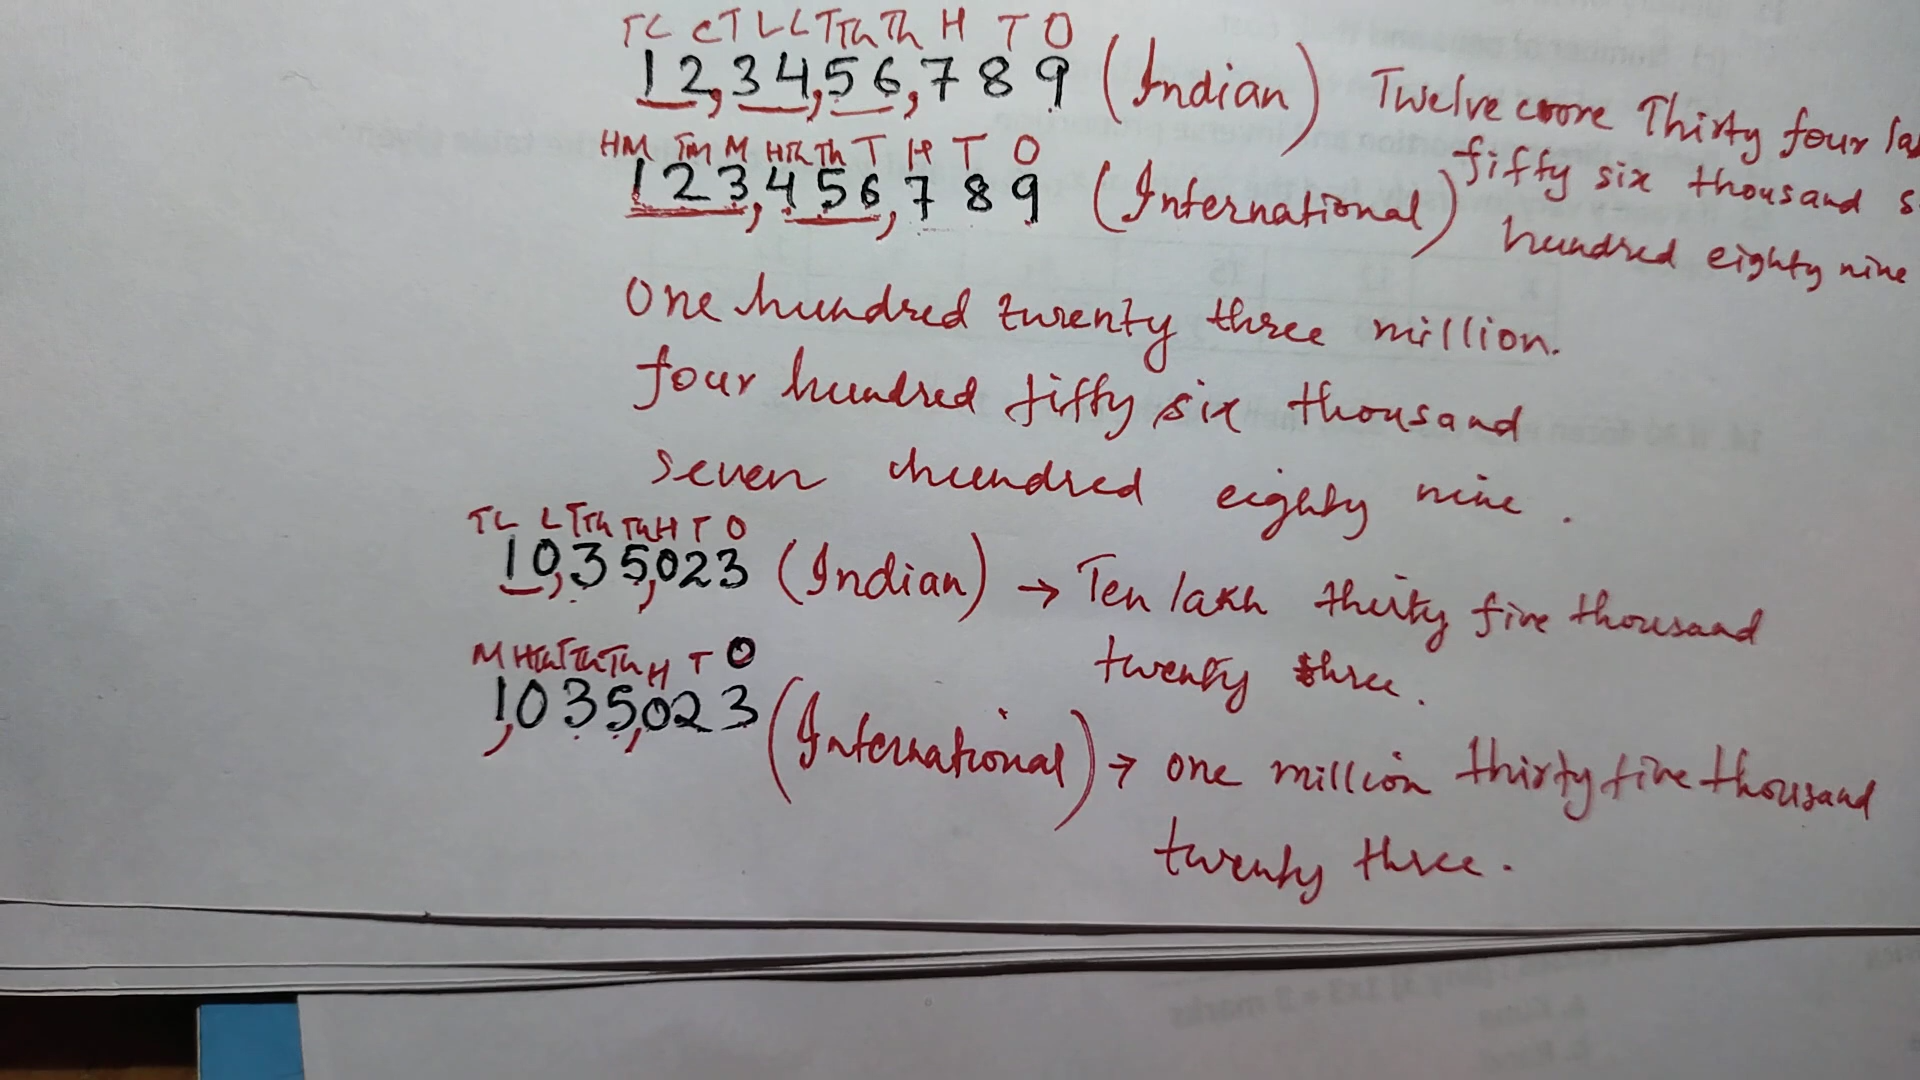 TC C TL L TTh Th H T O
12,34,56,789 (Indian) Twelve crore Thirty four
fifty six thousand
hundred eighty nine
HM TM M HTh Th T H T O
123,456,789 (International)
One hundred twenty three million.
four hundred fifty six thousand
seven hundred eighty nine.
TL L TTh Th H T O
10,35,023 (Indian) → Ten lakh thirty five thousand
twenty three.
M HTh TTh Th H T O
1,035,023 (International) → one million thirty five thousand
twenty three.